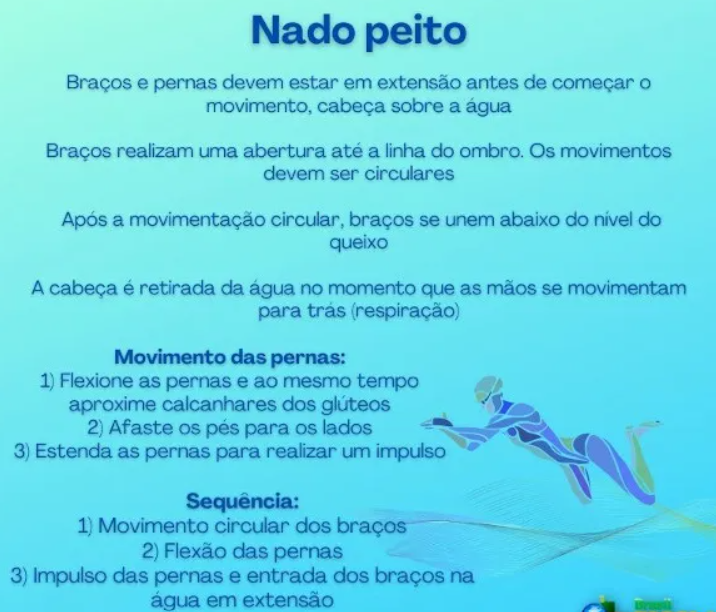 Nado peito
Braços e pernas devem estar em extensão antes de começar o
movimento, cabeça sobre a água
Braços realizam uma abertura até a linha do ombro. Os movimentos
devem ser circulares
Após a movimentação circular, braços se unem abaixo do nível do
queixo
A cabeça é retirada da água no momento que as mãos se movimentam
para trás (respiração)
Movimento das pernas:
1) Flexione as pernas e ao mesmo tempo
aproxime calcanhares dos glúteos
2) Afaste os pés para os lados
3) Estenda as pernas para realizar um impulso
Sequência:
1) Movimento circular dos braços
2) Flexão das pernas
3) Impulso das pernas e entrada dos braços na
água em extensão